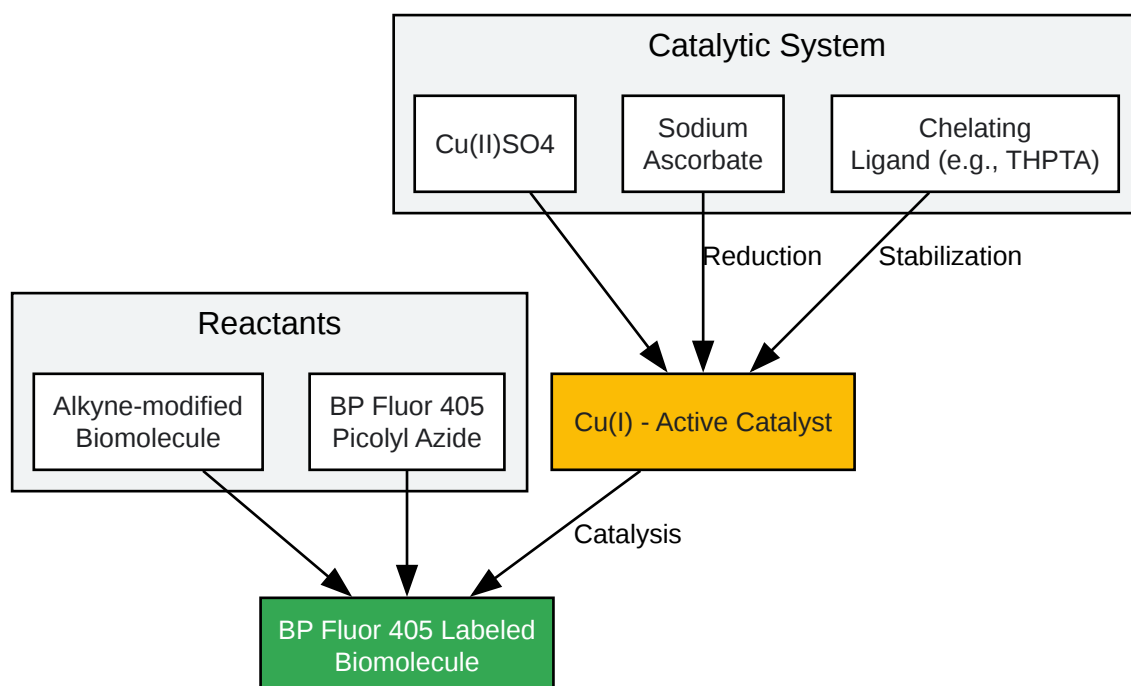 Catalytic System
Cu(II)SO4
Sodium
Ascorbate
Chelating
Ligand (e.g., THPTA)
Reduction
Stabilization
Reactants
Alkyne-modified
Biomolecule
BP Fluor 405
Picolyl Azide
Cu(I) - Active Catalyst
Catalysis
BP Fluor 405 Labeled
Biomolecule